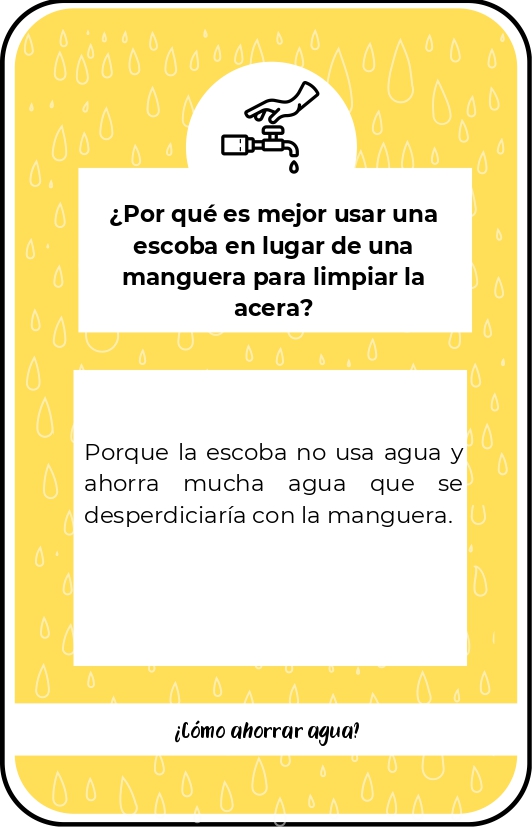 ¿Por qué es mejor usar una
escoba en lugar de una
manguera para limpiar la
acera?
Porque la escoba no usa agua y
ahorra mucha agua que se
desperdiciaría con la manguera.
¿Cómo ahorrar agua?